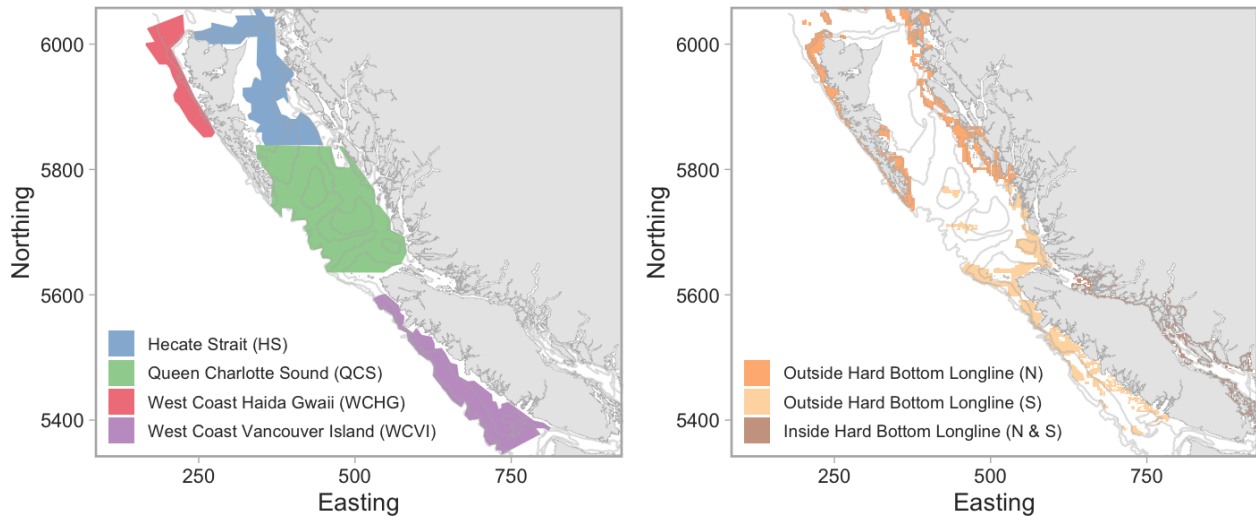 6000
5800
5600
5400
Northing
Hecate Strait (HS)
Queen Charlotte Sound (QCS)
West Coast Haida Gwaii (WCHG)
West Coast Vancouver Island (WCVI)
250
500
750
Easting
6000
5800
5600
5400
Northing
Outside Hard Bottom Longline (N)
Outside Hard Bottom Longline (S)
Inside Hard Bottom Longline (N & S)
250
500
750
Easting